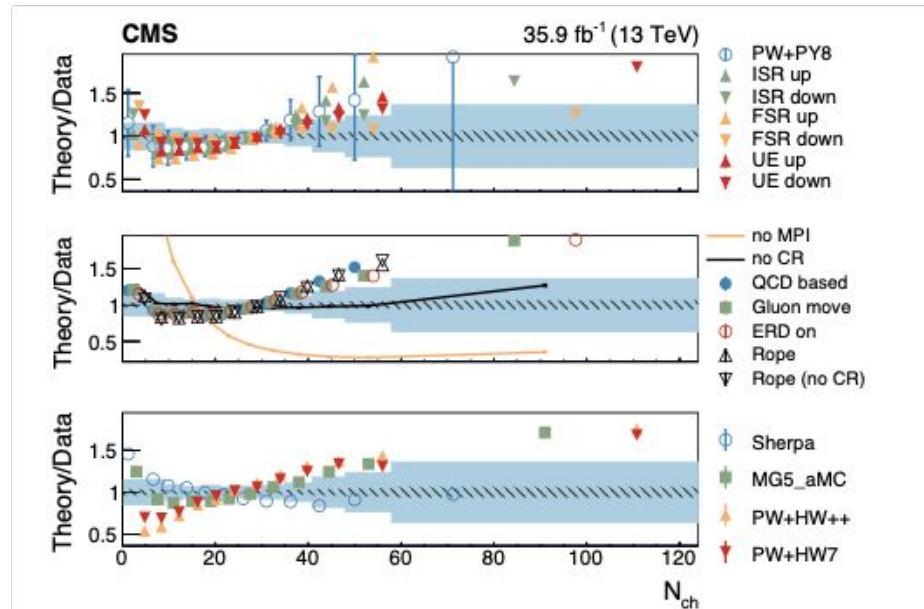 CMS 35.9 fb⁻¹ (13 TeV)
Theory/Data
1.5
1
0.5
PW+PY8
ISR up
ISR down
FSR up
FSR down
UE up
UE down
Theory/Data
1.5
1
0.5
no MPI
no CR
QCD based
Gluon move
ERD on
Rope
Rope (no CR)
Theory/Data
1.5
1
0.5
Sherpa
MG5_aMC
PW+HW++
PW+HW7
0 20 40 60 80 100 120
N_ch